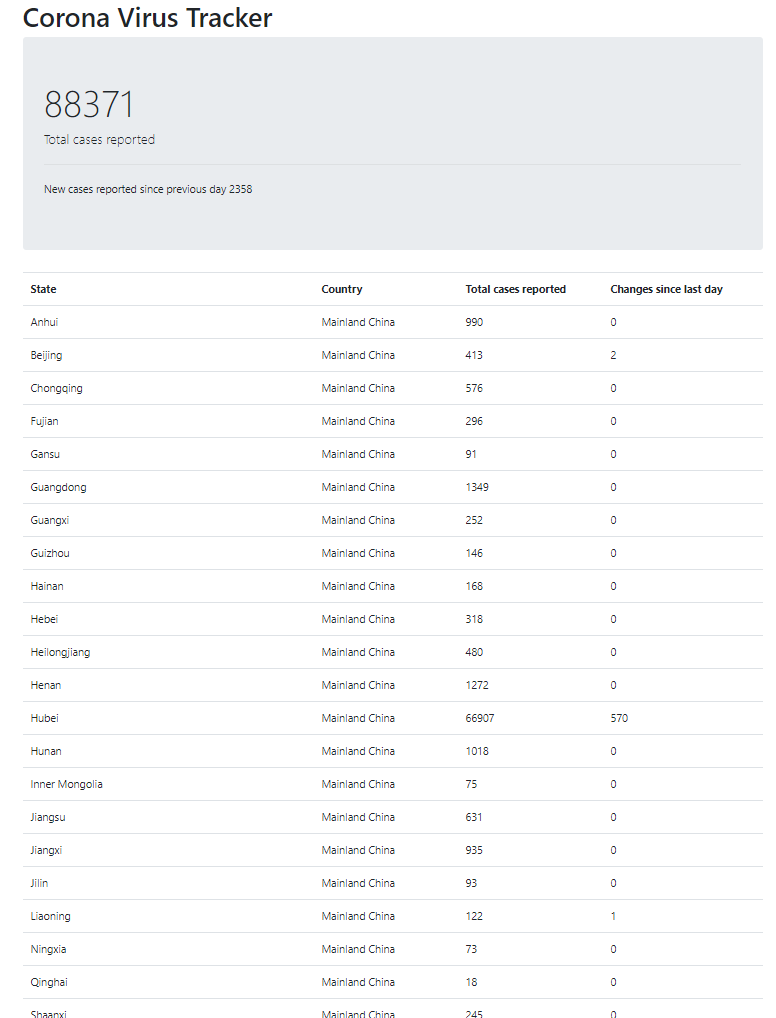 Corona Virus Tracker
88371
Total cases reported
New cases reported since previous day 2358
State Country Total cases reported Changes since last day
Anhui Mainland China 990 0
Beijing Mainland China 413 2
Chongqing Mainland China 576 0
Fujian Mainland China 296 0
Gansu Mainland China 91 0
Guangdong Mainland China 1349 0
Guangxi Mainland China 252 0
Guizhou Mainland China 146 0
Hainan Mainland China 168 0
Hebei Mainland China 318 0
Heilongjiang Mainland China 480 0
Henan Mainland China 1272 0
Hubei Mainland China 66907 570
Hunan Mainland China 1018 0
Inner Mongolia Mainland China 75 0
Jiangsu Mainland China 631 0
Jiangxi Mainland China 935 0
Jilin Mainland China 93 0
Liaoning Mainland China 122 1
Ningxia Mainland China 73 0
Qinghai Mainland China 18 0
Shaanxi Mainland China 245 0